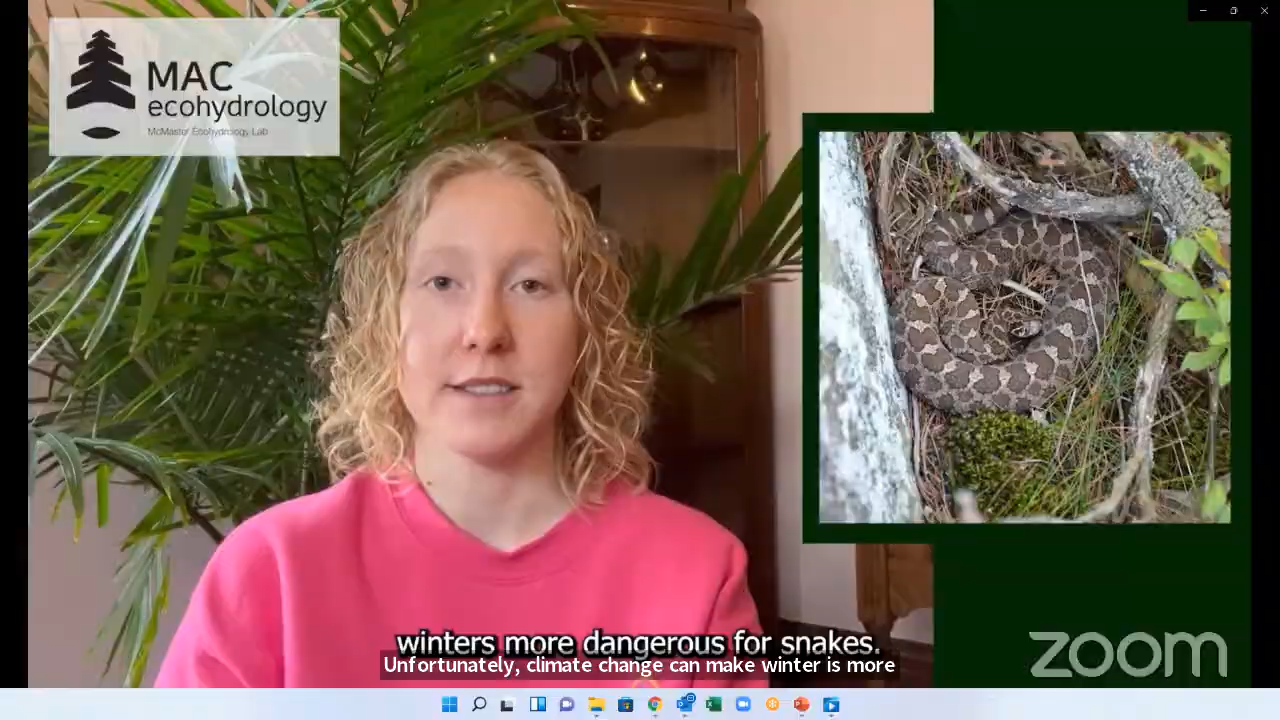 MAC
ecohydrology
McMaster Ecohydrology Lab
winters more dangerous for snakes.
Unfortunately, climate change can make winter is more
zoom